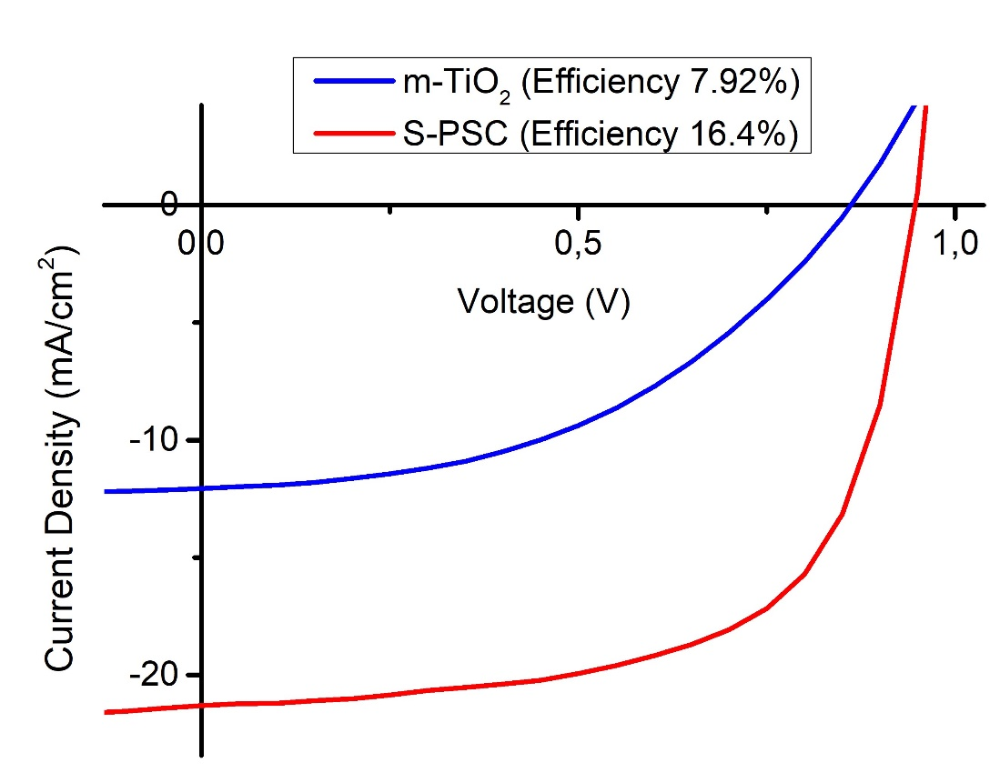 m-TiO₂ (Efficiency 7.92%)
S-PSC (Efficiency 16.4%)
0
0,0
0,5
1,0
Voltage (V)
-10
-20
Current Density (mA/cm²)